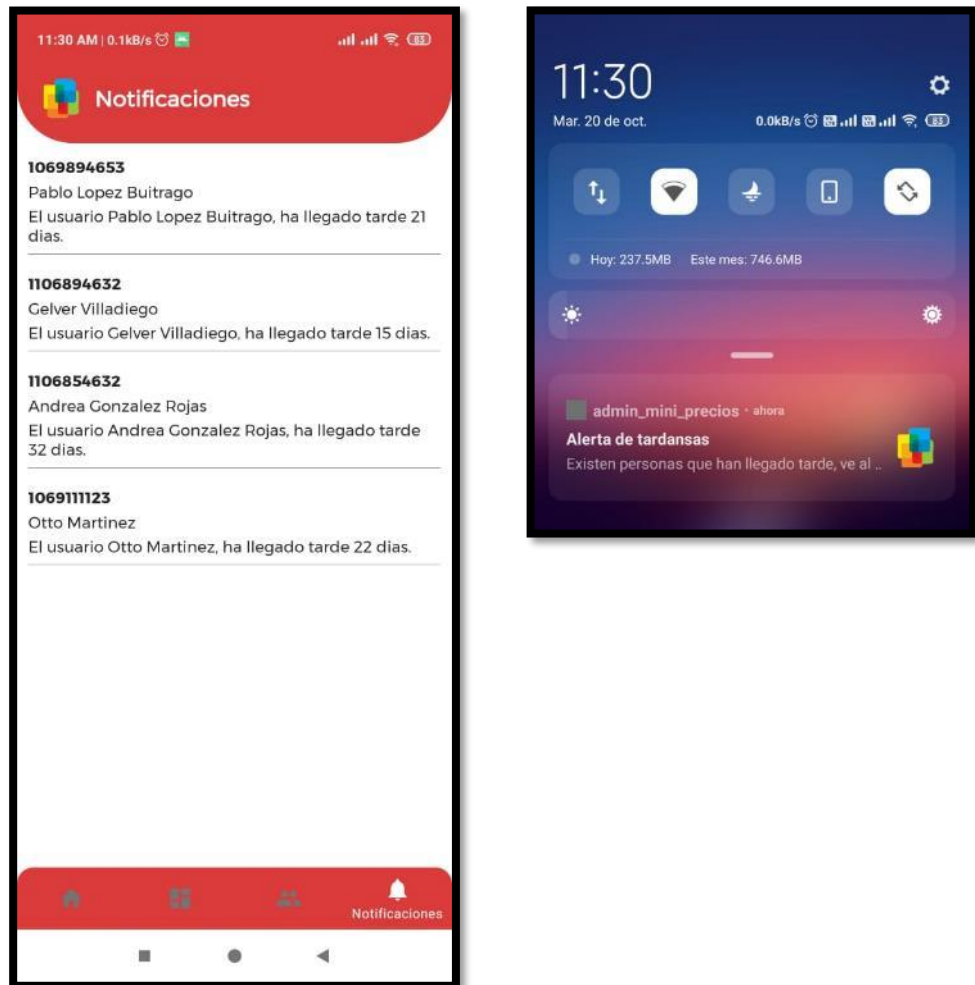 11:30 AM | 0.1kB/s
83
Notificaciones
1069894653
Pablo Lopez Buitrago
El usuario Pablo Lopez Buitrago, ha llegado tarde 21
dias.
1106894632
Gelver Villadiego
El usuario Gelver Villadiego, ha llegado tarde 15 dias.
1106854632
Andrea Gonzalez Rojas
El usuario Andrea Gonzalez Rojas, ha llegado tarde
32 dias.
1069111123
Otto Martinez
El usuario Otto Martinez, ha llegado tarde 22 dias.
Notificaciones
11:30
Mar. 20 de oct.
0.0kB/s
83
Hoy: 237.5MB Este mes: 746.6MB
admin_mini_precios · ahora
Alerta de tardansas
Existen personas que han llegado tarde, ve al ..